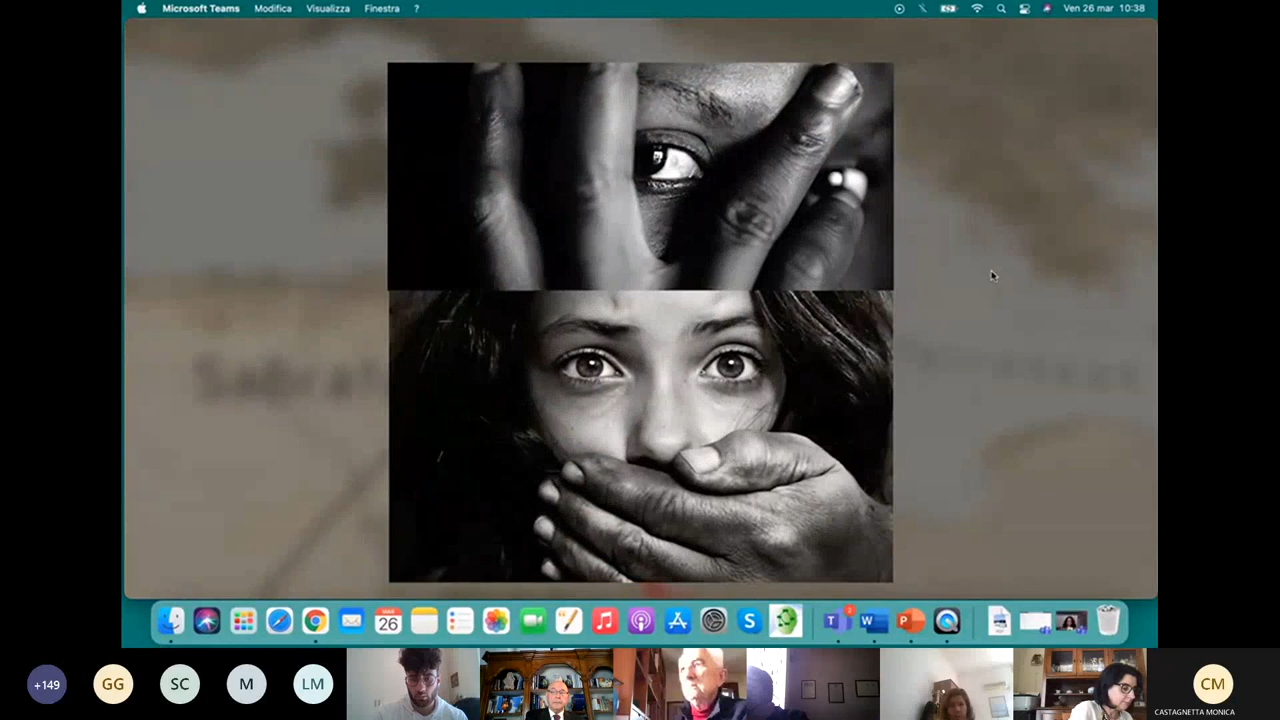 Microsoft Teams Modifica Visualizza Finestra ? Ven 26 mar 10:38
26
+149 GG SC M LM CM
CASTAGNETTA MONICA